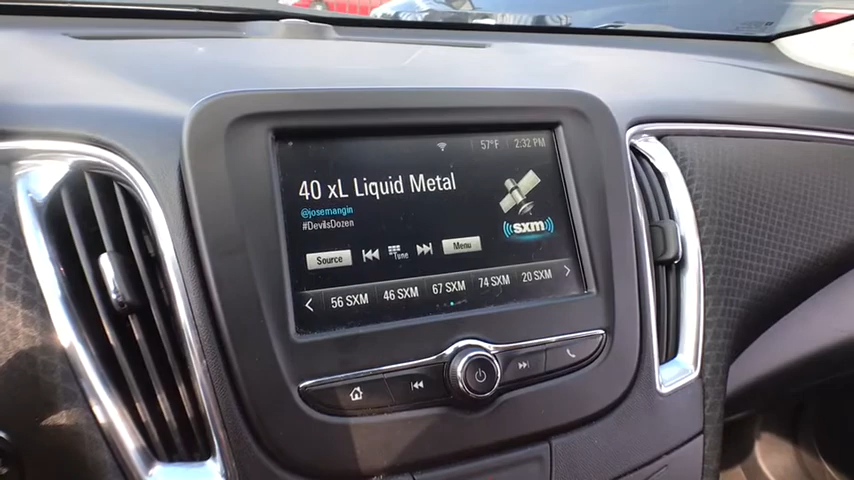 57°F 2:32 PM
40 xL Liquid Metal
@josemangin
#DevilsDozen
sxm
Source Tune Menu
56 SXM 46 SXM 67 SXM 74 SXM 20 SXM